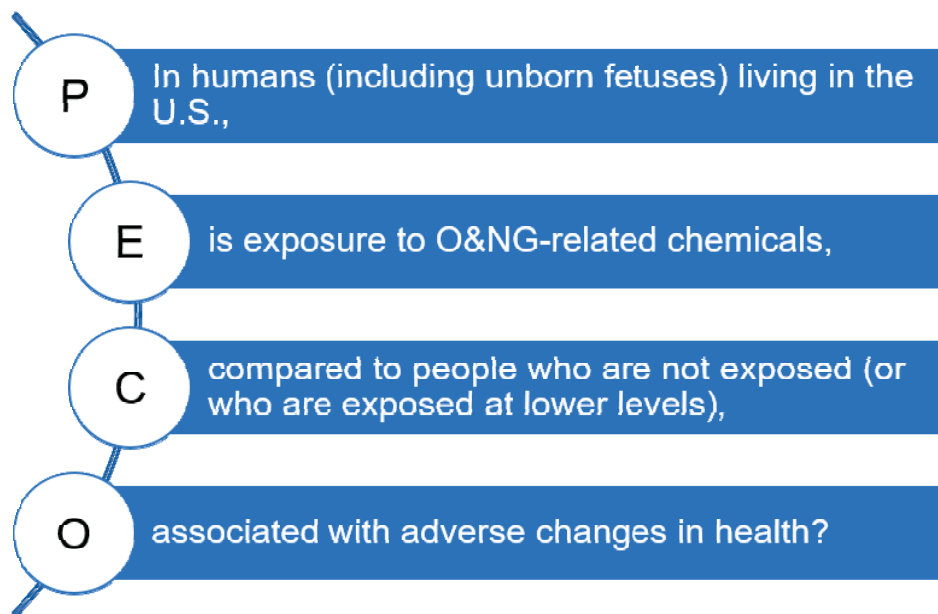 P
In humans (including unborn fetuses) living in the
U.S.,
E
is exposure to O&NG-related chemicals,
C
compared to people who are not exposed (or
who are exposed at lower levels),
O
associated with adverse changes in health?